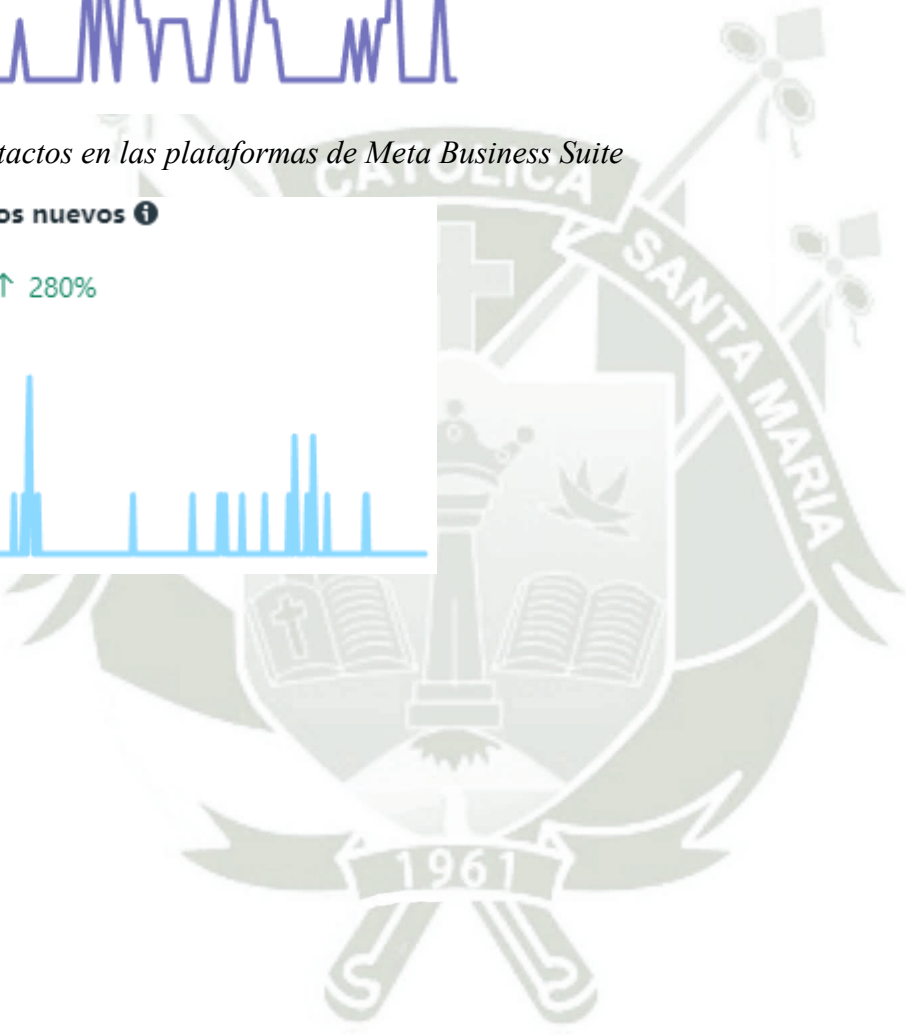 tactos en las plataformas de Meta Business Suite
os nuevos
↑ 280%
CATOLICA
SANTA MARIA
1961